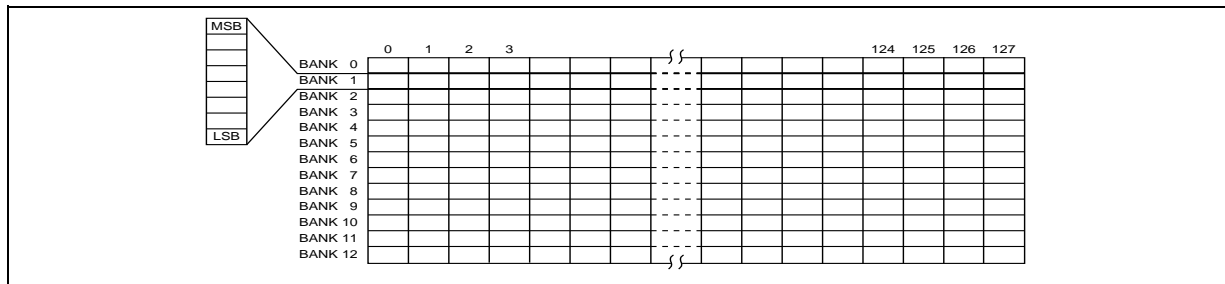 MSB
LSB
0 1 2 3 124 125 126 127
BANK 0
BANK 1
BANK 2
BANK 3
BANK 4
BANK 5
BANK 6
BANK 7
BANK 8
BANK 9
BANK 10
BANK 11
BANK 12